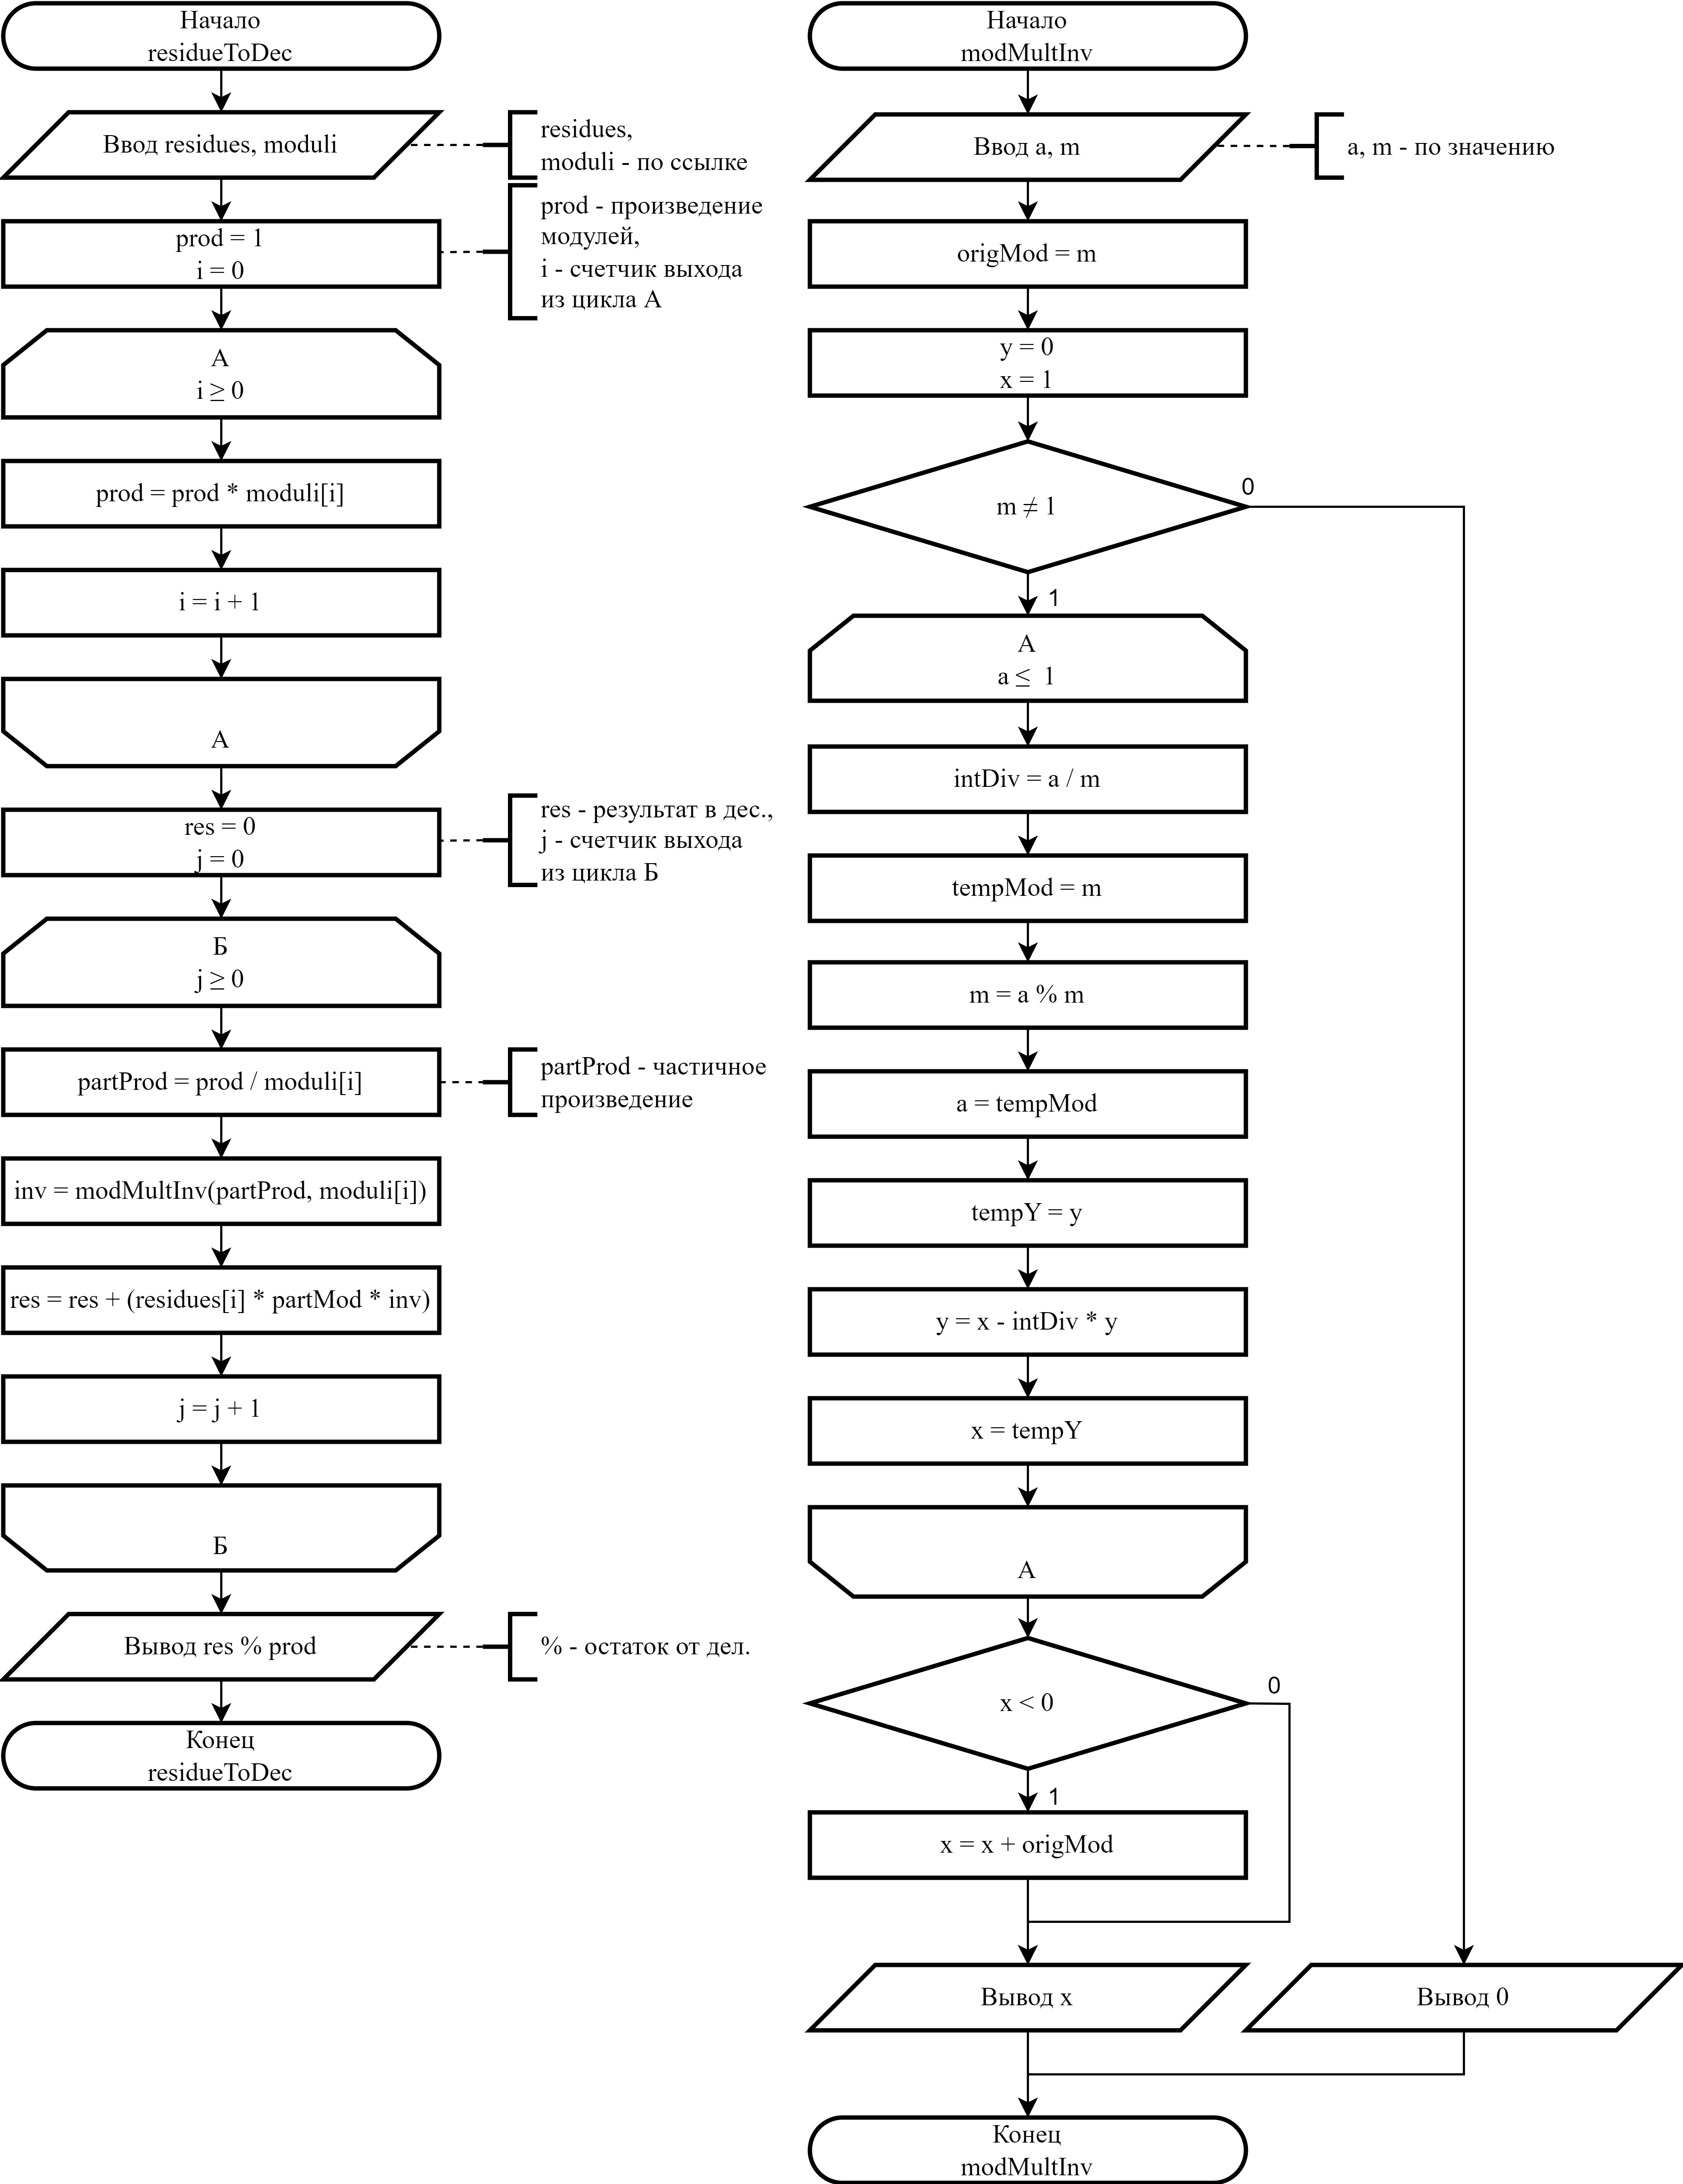 Начало
residueToDec
Ввод residues, moduli
residues,
moduli - по ссылке
prod = 1
i = 0
prod - произведение
модулей,
i - счетчик выхода
из цикла А
А
i ≥ 0
prod = prod * moduli[i]
i = i + 1
А
res = 0
j = 0
res - результат в дес.,
j - счетчик выхода
из цикла Б
Б
j ≥ 0
partProd = prod / moduli[i]
partProd - частичное
произведение
inv = modMultInv(partProd, moduli[i])
res = res + (residues[i] * partMod * inv)
j = j + 1
Б
Вывод res % prod
% - остаток от дел.
Конец
residueToDec
Начало
modMultInv
Ввод a, m
a, m - по значению
origMod = m
y = 0
x = 1
m ≠ 1
0
1
А
a ≤ 1
intDiv = a / m
tempMod = m
m = a % m
a = tempMod
tempY = y
y = x - intDiv * y
x = tempY
А
x < 0
0
1
x = x + origMod
Вывод x
Вывод 0
Конец
modMultInv